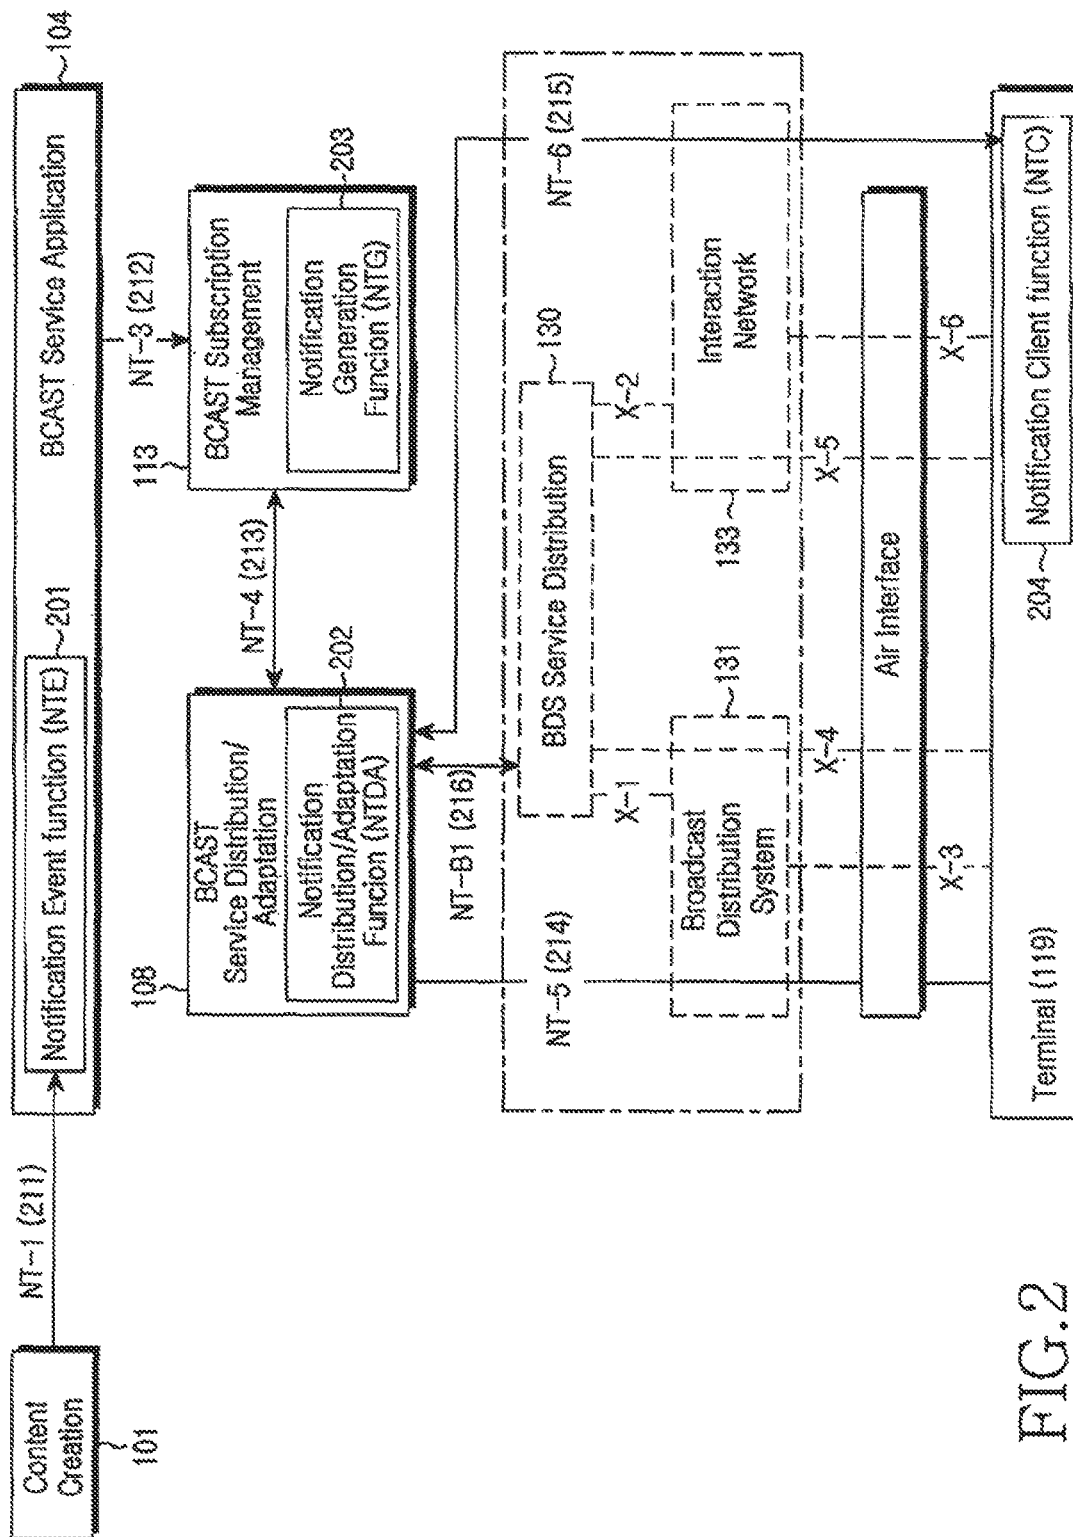 Content
Creation
101
NT-1 (211)
Notification Event function (NTE)
201
BCAST Service Application
104
NT-3 (212)
108
BCAST
Service Distribution/
Adaptation
202
Notification
Distribution/Adaptation
Funcion (NTDA)
NT-4 (213)
113
BCAST Subscription
Management
203
Notification
Generation
Funcion (NTG)
NT-B1 (216)
NT-5 (214)
NT-6 (215)
BDS Service Distribution
130
X-1
X-2
Broadcast
Distribution
System
131
133
Interaction
Network
X-4
X-5
Air Interface
X-3
X-6
Terminal (119)
204
Notification Client function (NTC)
FIG.2